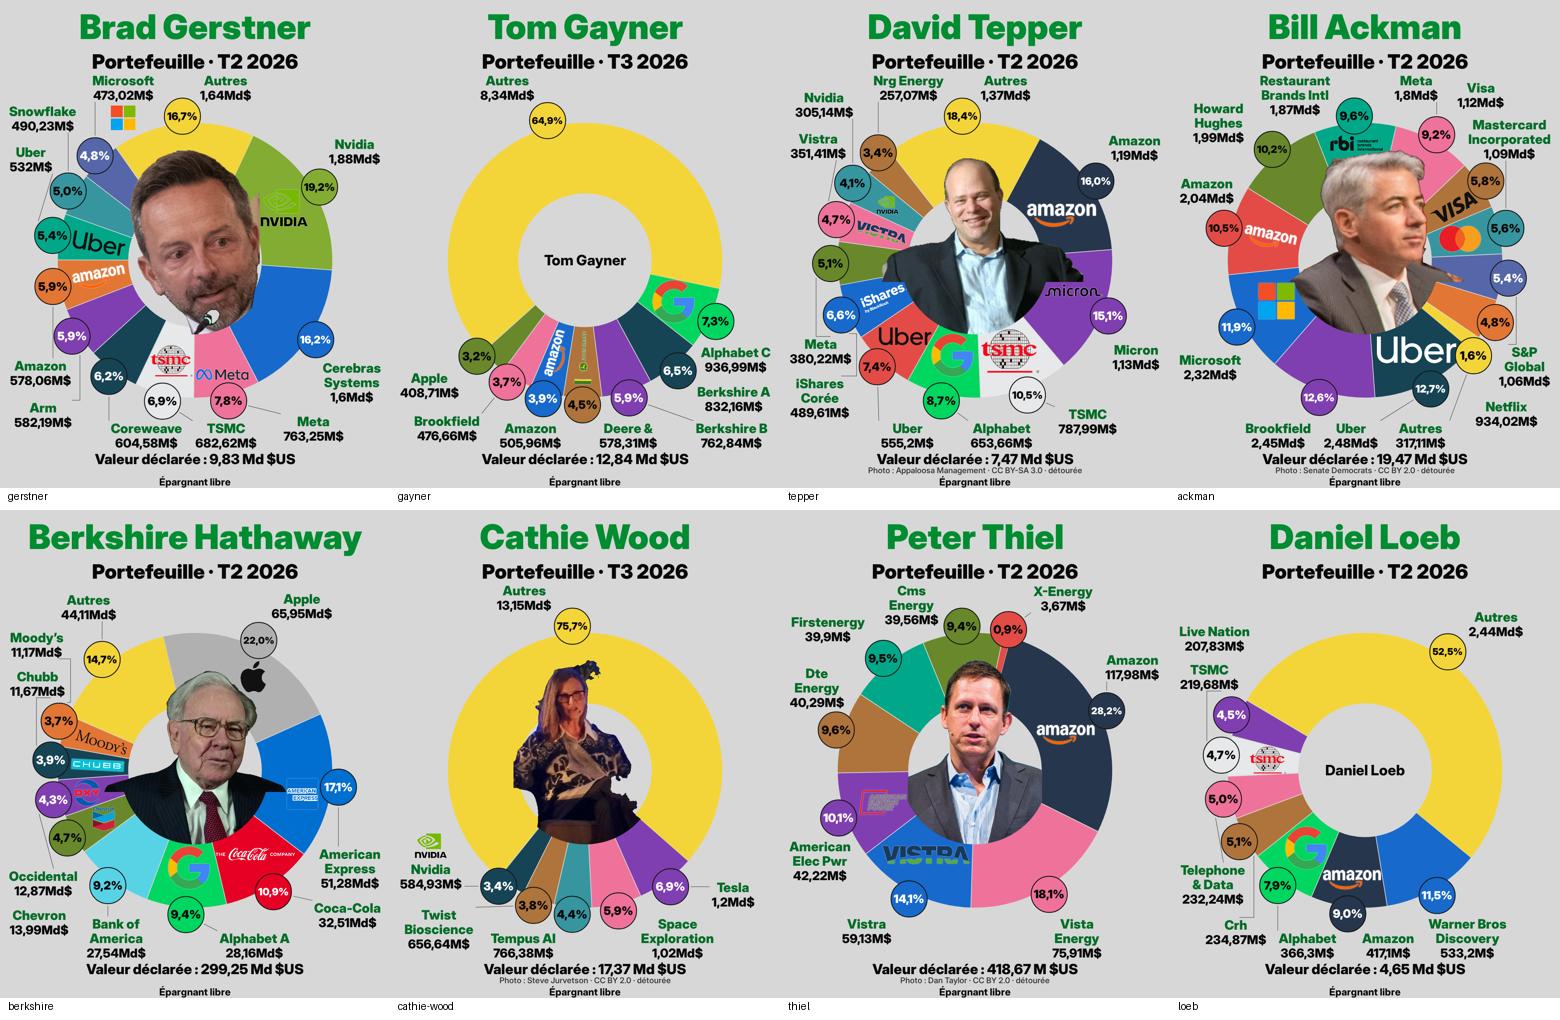 Brad Gerstner
Portefeuille · T2 2026
Microsoft
473,02M$
Autres
1,64Md$
Snowflake
490,23M$
Uber
532M$
Nvidia
1,88Md$
16,7%
4,8%
19,2%
5,0%
5,4%
Uber
NVIDIA
5,9%
amazon
5,9%
16,2%
6,2%
tsmc
Meta
6,9%
7,8%
Amazon
578,06M$
Arm
582,19M$
Cerebras
Systems
1,6Md$
Coreweave
604,58M$
TSMC
682,62M$
Meta
763,25M$
Valeur déclarée : 9,83 Md $US
Épargnant libre
gerstner
Tom Gayner
Portefeuille · T3 2026
Autres
8,34Md$
64,9%
Tom Gayner
7,3%
3,2%
6,5%
3,7%
amazon
3,9%
4,5%
5,9%
Alphabet C
936,99M$
Apple
408,71M$
Berkshire A
832,16M$
Brookfield
476,66M$
Amazon
505,96M$
Deere &
578,31M$
Berkshire B
762,84M$
Valeur déclarée : 12,84 Md $US
Épargnant libre
gayner
David Tepper
Portefeuille · T2 2026
Nrg Energy
257,07M$
Autres
1,37Md$
Nvidia
305,14M$
Vistra
351,41M$
Amazon
1,19Md$
18,4%
3,4%
16,0%
4,1%
amazon
4,7%
VISTRA
5,1%
micron
iShares
6,6%
15,1%
Uber
tsmc
7,4%
8,7%
10,5%
Meta
380,22M$
Micron
1,13Md$
iShares
Corée
489,61M$
Uber
555,2M$
Alphabet
653,66M$
TSMC
787,99M$
Valeur déclarée : 7,47 Md $US
Photo : Appaloosa Management · CC BY-SA 3.0 · détourée
Épargnant libre
tepper
Bill Ackman
Portefeuille · T2 2026
Restaurant
Brands Intl
1,87Md$
Meta
1,8Md$
Visa
1,12Md$
Howard
Hughes
1,99Md$
Mastercard
Incorporated
1,09Md$
Amazon
2,04Md$
9,6%
9,2%
rbi
10,2%
5,8%
VISA
10,5%
amazon
5,6%
5,4%
11,9%
4,8%
Uber
1,6%
12,6%
12,7%
Microsoft
2,32Md$
S&P
Global
1,06Md$
Netflix
934,02M$
Brookfield
2,45Md$
Uber
2,48Md$
Autres
317,11M$
Valeur déclarée : 19,47 Md $US
Photo : Senate Democrats · CC BY 2.0 · détourée
Épargnant libre
ackman
Berkshire Hathaway
Portefeuille · T2 2026
Autres
44,11Md$
Apple
65,95Md$
Moody's
11,17Md$
Chubb
11,67Md$
22,0%
14,7%
3,7%
MOODY'S
3,9%
CHUBB
4,3%
OXY
AMERICAN
EXPRESS
17,1%
4,7%
THE Coca-Cola COMPANY
9,2%
9,4%
10,9%
Occidental
12,87Md$
American
Express
51,28Md$
Chevron
13,99Md$
Bank of
America
27,54Md$
Alphabet A
28,16Md$
Coca-Cola
32,51Md$
Valeur déclarée : 299,25 Md $US
Épargnant libre
berkshire
Cathie Wood
Portefeuille · T3 2026
Autres
13,15Md$
75,7%
NVIDIA
Nvidia
584,93M$
3,4%
3,8%
4,4%
5,9%
6,9%
Tesla
1,2Md$
Twist
Bioscience
656,64M$
Tempus AI
766,38M$
Space
Exploration
1,02Md$
Valeur déclarée : 17,37 Md $US
Photo : Steve Jurvetson · CC BY 2.0 · détourée
Épargnant libre
cathie-wood
Peter Thiel
Portefeuille · T2 2026
Cms
Energy
39,56M$
X-Energy
3,67M$
Firstenergy
39,9M$
Dte
Energy
40,29M$
Amazon
117,98M$
9,4%
0,9%
9,5%
28,2%
9,6%
amazon
10,1%
VISTRA
14,1%
18,1%
American
Elec Pwr
42,22M$
Vistra
59,13M$
Vista
Energy
75,91M$
Valeur déclarée : 418,67 M $US
Photo : Dan Taylor · CC BY 2.0 · détourée
Épargnant libre
thiel
Daniel Loeb
Portefeuille · T2 2026
Autres
2,44Md$
Live Nation
207,83M$
TSMC
219,68M$
52,5%
4,5%
4,7%
tsmc
Daniel Loeb
5,0%
5,1%
amazon
7,9%
9,0%
11,5%
Telephone
& Data
232,24M$
Crh
234,87M$
Alphabet
366,3M$
Amazon
417,1M$
Warner Bros
Discovery
533,2M$
Valeur déclarée : 4,65 Md $US
Épargnant libre
loeb